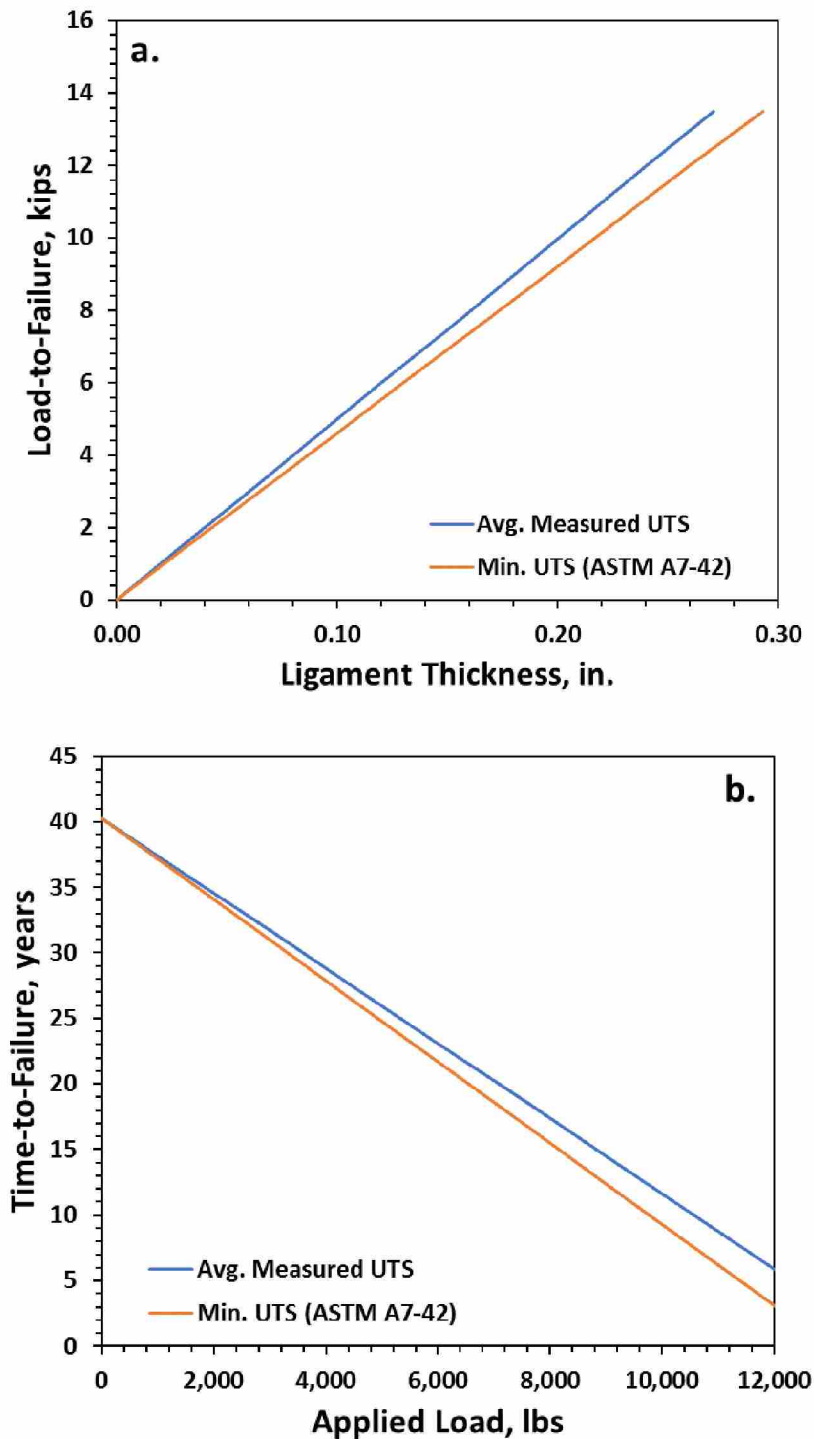 a.
16
14
12
10
8
6
4
2
0
Load-to-Failure, kips
Avg. Measured UTS
Min. UTS (ASTM A7-42)
0.00 0.10 0.20 0.30
Ligament Thickness, in.
b.
45
40
35
30
25
20
15
10
5
0
Time-to-Failure, years
Avg. Measured UTS
Min. UTS (ASTM A7-42)
0 2,000 4,000 6,000 8,000 10,000 12,000
Applied Load, lbs